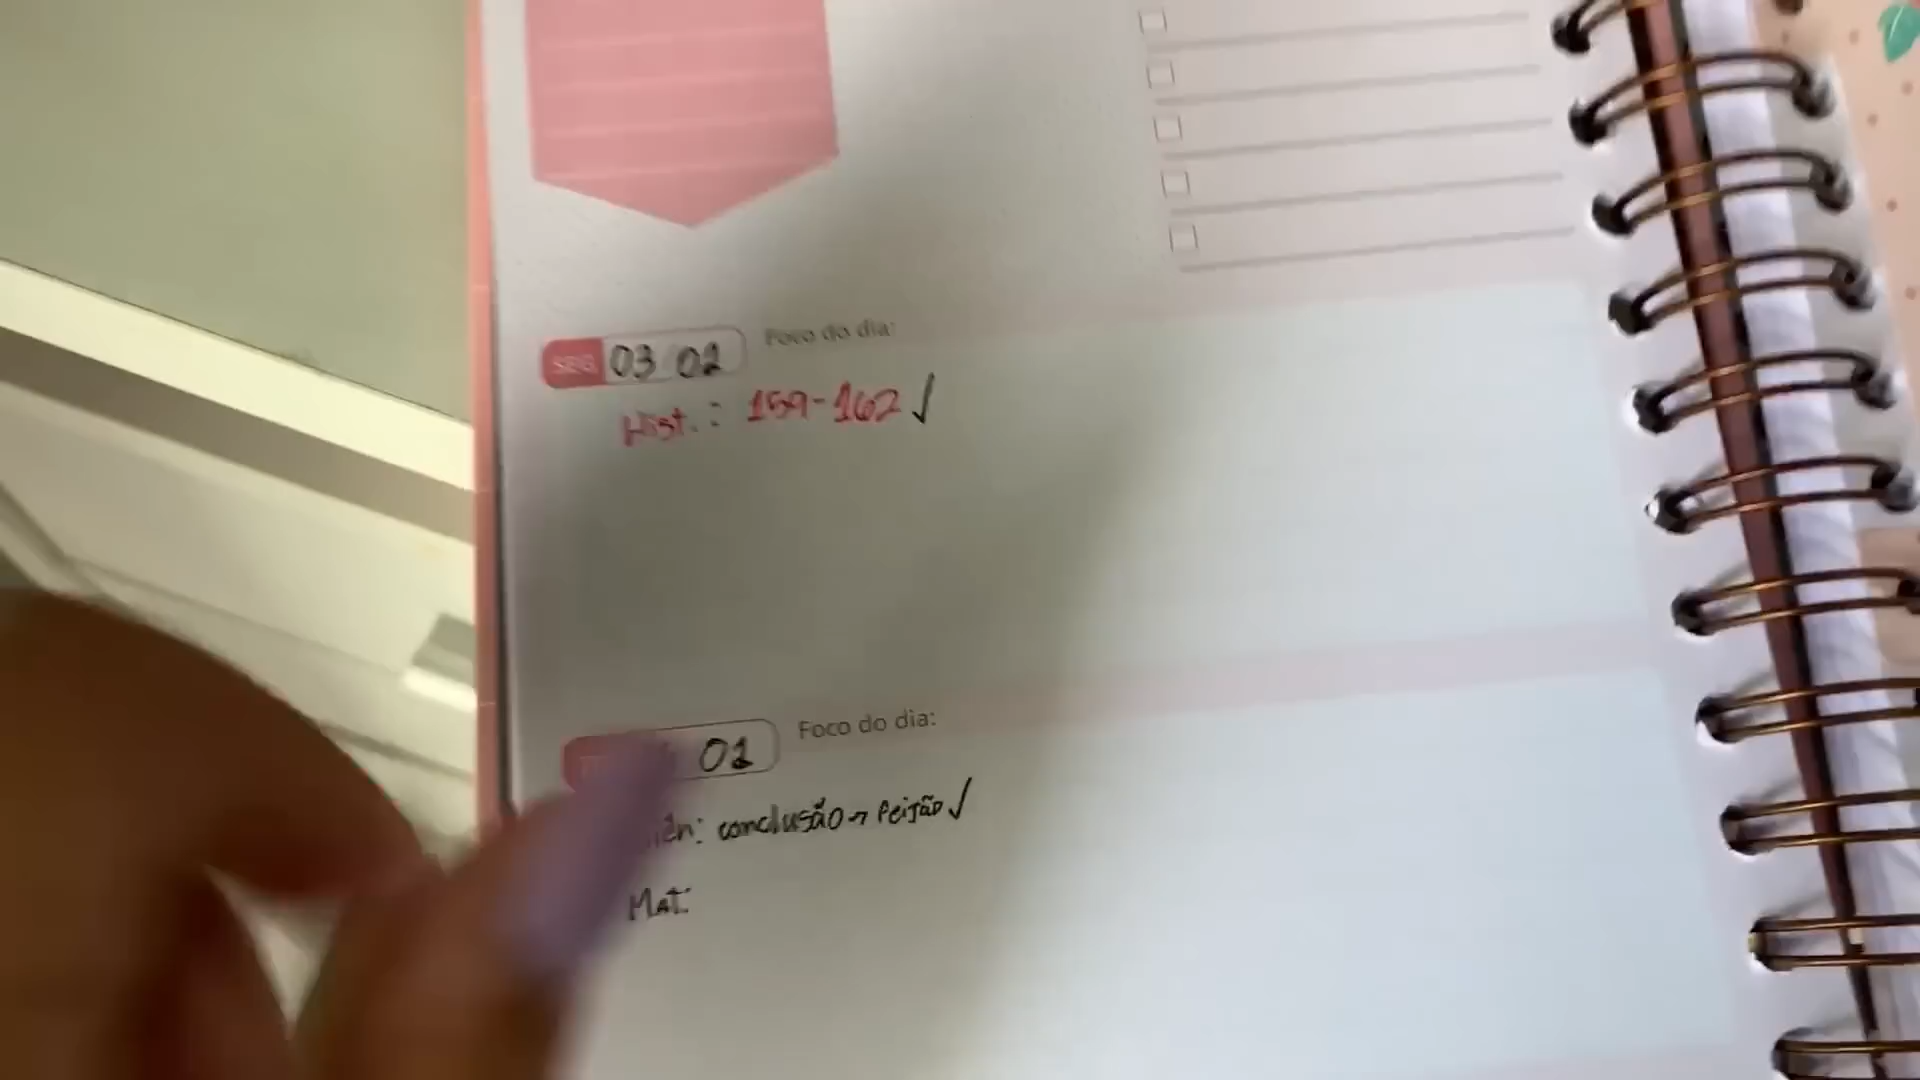 SEG 03 02 Foco do dia:
Hist.: 159-162 ✓
01 Foco do dia:
conclusão → feijão ✓
Mat: